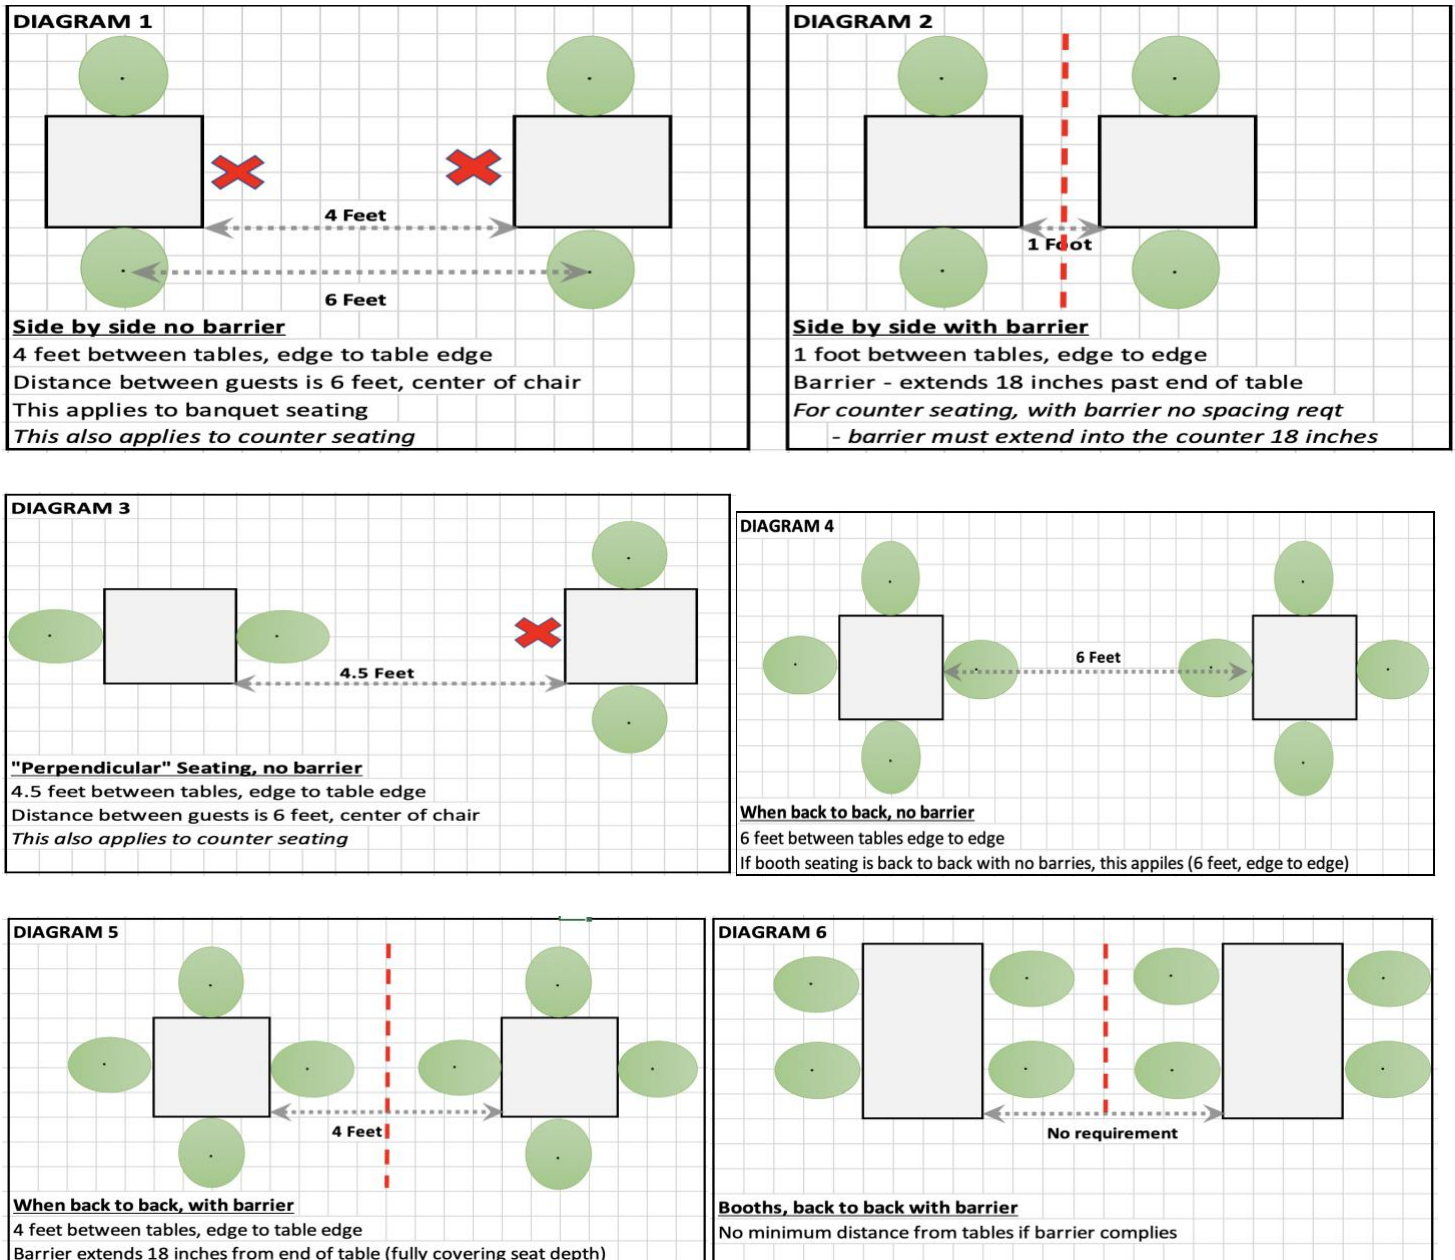 DIAGRAM 1
4 Feet
6 Feet
Side by side no barrier
4 feet between tables, edge to table edge
Distance between guests is 6 feet, center of chair
This applies to banquet seating
This also applies to counter seating
DIAGRAM 2
1 Foot
Side by side with barrier
1 foot between tables, edge to edge
Barrier - extends 18 inches past end of table
For counter seating, with barrier no spacing reqt
- barrier must extend into the counter 18 inches
DIAGRAM 3
4.5 Feet
"Perpendicular" Seating, no barrier
4.5 feet between tables, edge to table edge
Distance between guests is 6 feet, center of chair
This also applies to counter seating
DIAGRAM 4
6 Feet
When back to back, no barrier
6 feet between tables edge to edge
If booth seating is back to back with no barries, this appiles (6 feet, edge to edge)
DIAGRAM 5
4 Feet
When back to back, with barrier
4 feet between tables, edge to table edge
Barrier extends 18 inches from end of table (fully covering seat depth)
DIAGRAM 6
No requirement
Booths, back to back with barrier
No minimum distance from tables if barrier complies